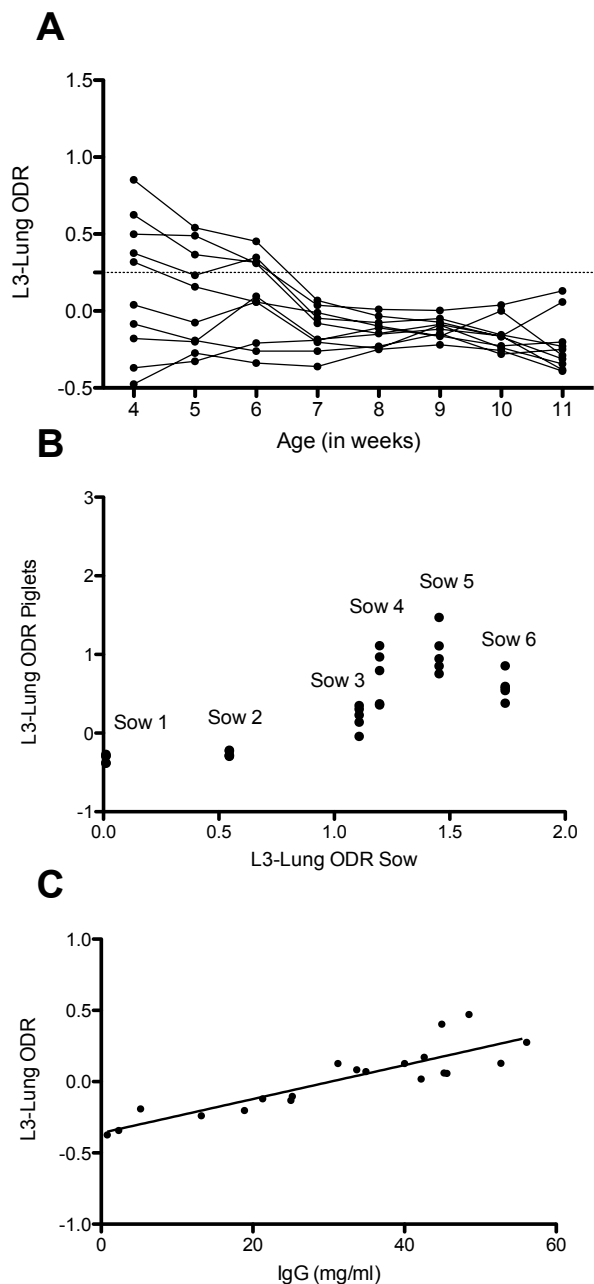 A
1.5
1.0
0.5
0.0
-0.5
L3-Lung ODR
4 5 6 7 8 9 10 11
Age (in weeks)
B
3
2
1
0
-1
L3-Lung ODR Piglets
Sow 1
Sow 2
Sow 3
Sow 4
Sow 5
Sow 6
0.0 0.5 1.0 1.5 2.0
L3-Lung ODR Sow
C
1.0
0.5
0.0
-0.5
-1.0
L3-Lung ODR
0 20 40 60
IgG (mg/ml)